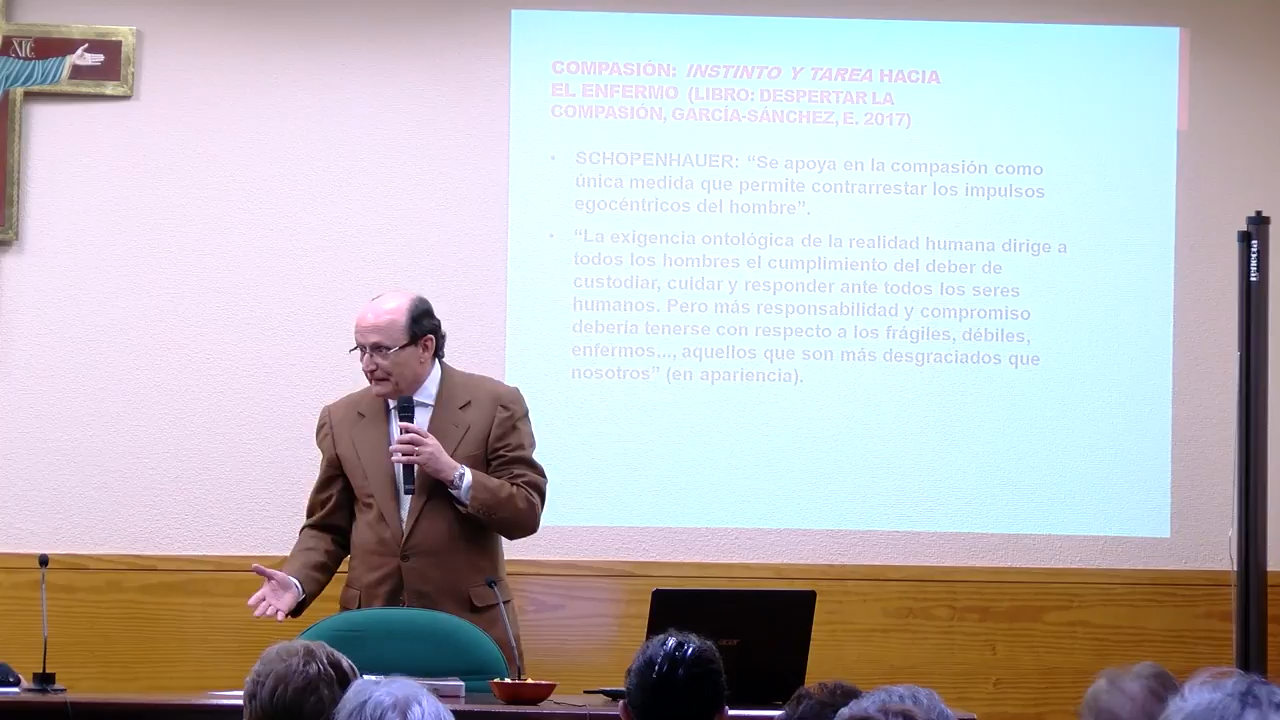 COMPASIÓN: INSTINTO Y TAREA HACIA
EL ENFERMO (LIBRO: DESPERTAR LA
COMPASIÓN, GARCÍA-SÁNCHEZ, E. 2017)
• SCHOPENHAUER: “Se apoya en la compasión como
única medida que permite contrarrestar los impulsos
egocéntricos del hombre”.
• “La exigencia ontológica de la realidad humana dirige a
todos los hombres el cumplimiento del deber de
custodiar, cuidar y responder ante todos los seres
humanos. Pero más responsabilidad y compromiso
debería tenerse con respecto a los frágiles, débiles,
enfermos..., aquellos que son más desgraciados que
nosotros” (en apariencia).
reflecta
acer